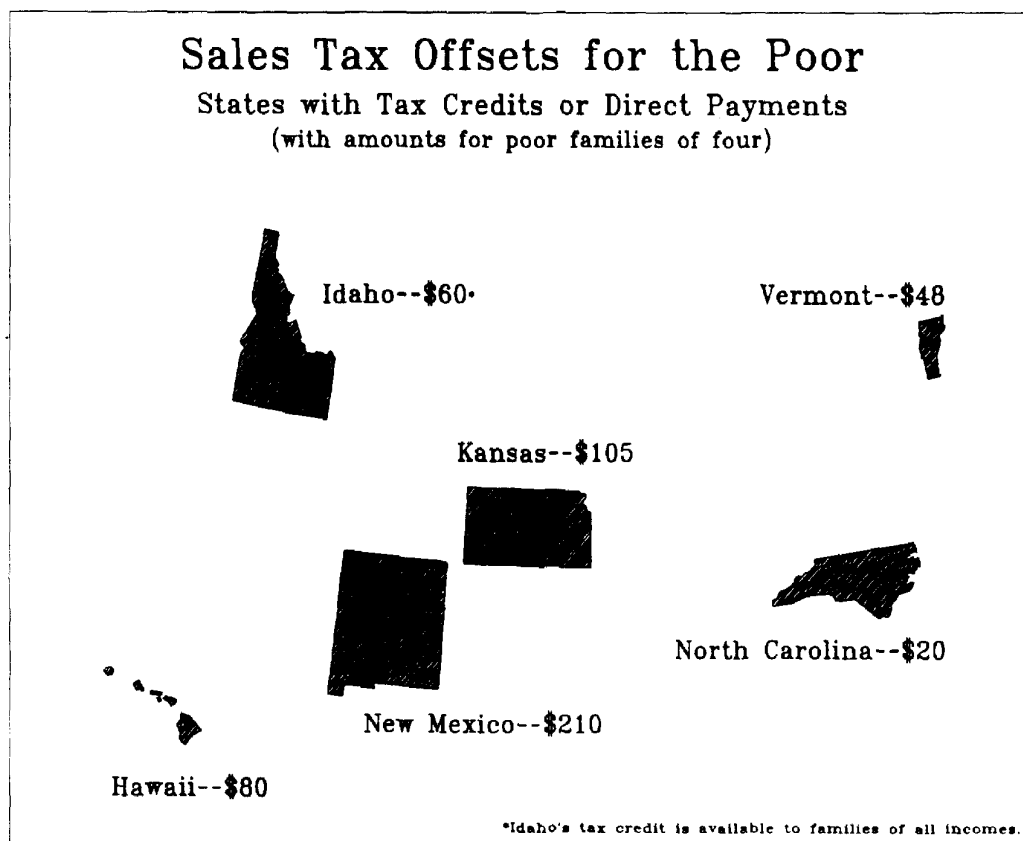 Sales Tax Offsets for the Poor
States with Tax Credits or Direct Payments
(with amounts for poor families of four)
Idaho--$60*
Vermont--$48
Kansas--$105
North Carolina--$20
New Mexico--$210
Hawaii--$80
*Idaho's tax credit is available to families of all incomes.